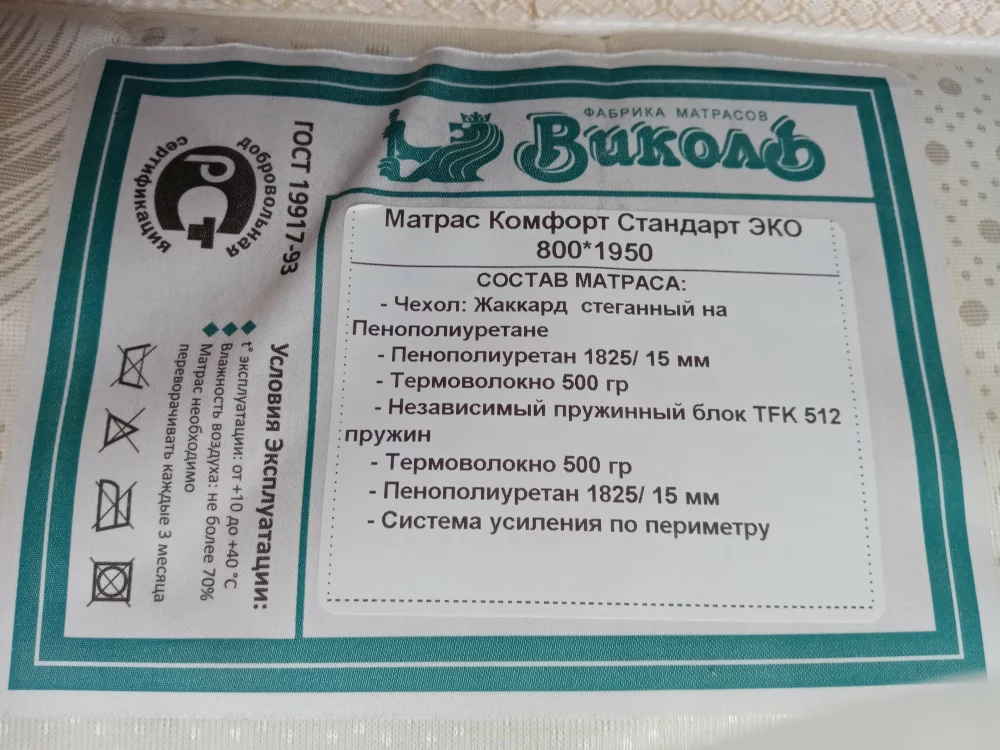 ФАБРИКА МАТРАСОВ
Виколь
Матрас Комфорт Стандарт ЭКО
800*1950
СОСТАВ МАТРАСА:
- Чехол: Жаккард стеганный на
Пенополиуретане
- Пенополиуретан 1825/ 15 мм
- Термоволокно 500 гр
- Независимый пружинный блок TFK 512
пружин
- Термоволокно 500 гр
- Пенополиуретан 1825/ 15 мм
- Система усиления по периметру
ГОСТ 19917-93
добровольная
РСТ
сертификация
Условия Эксплуатации:
t° эксплуатации: от +10 до +40 °C
Влажность воздуха: не более 70%
Матрас необходимо
переворачивать каждые 3 месяца